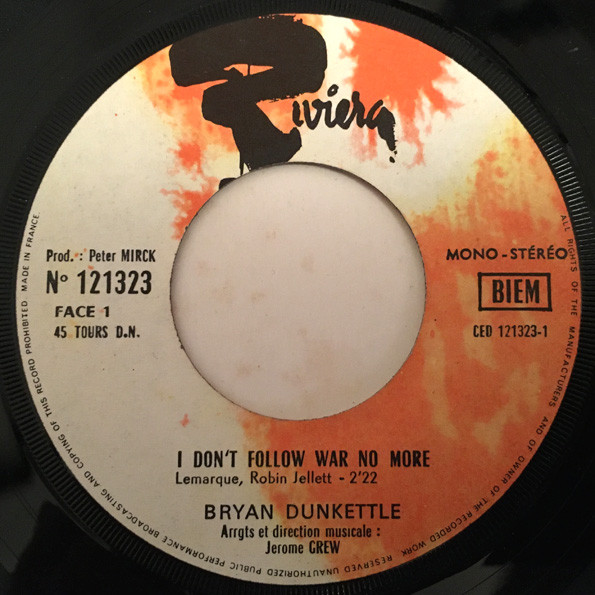 Riviera
Prod. : Peter MIRCK
N° 121323
FACE 1
45 TOURS D.N.
MONO - STÉRÉO
BIEM
CED 121323-1
I DON'T FOLLOW WAR NO MORE
Lemarque, Robin Jellett - 2'22
BRYAN DUNKETTLE
Arrgts et direction musicale :
Jerome GREW
ALL RIGHTS OF THE MANUFACTURERS AND OF OWNER OF THE RECORDED WORK RESERVED UNAUTHORIZED PUBLIC PERFORMANCE BROADCASTING AND COPYING OF THIS RECORD PROHIBITED - MADE IN FRANCE